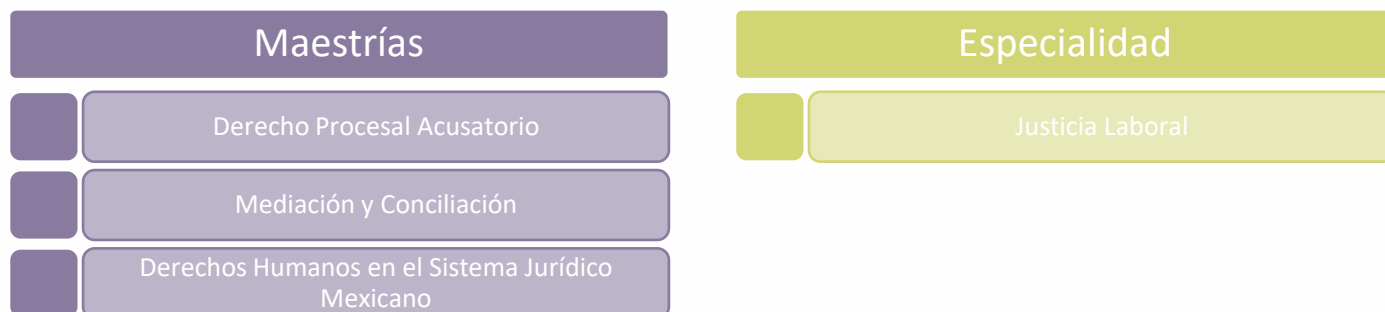 Maestrías
Derecho Procesal Acusatorio
Mediación y Conciliación
Derechos Humanos en el Sistema Jurídico
Mexicano
Especialidad
Justicia Laboral